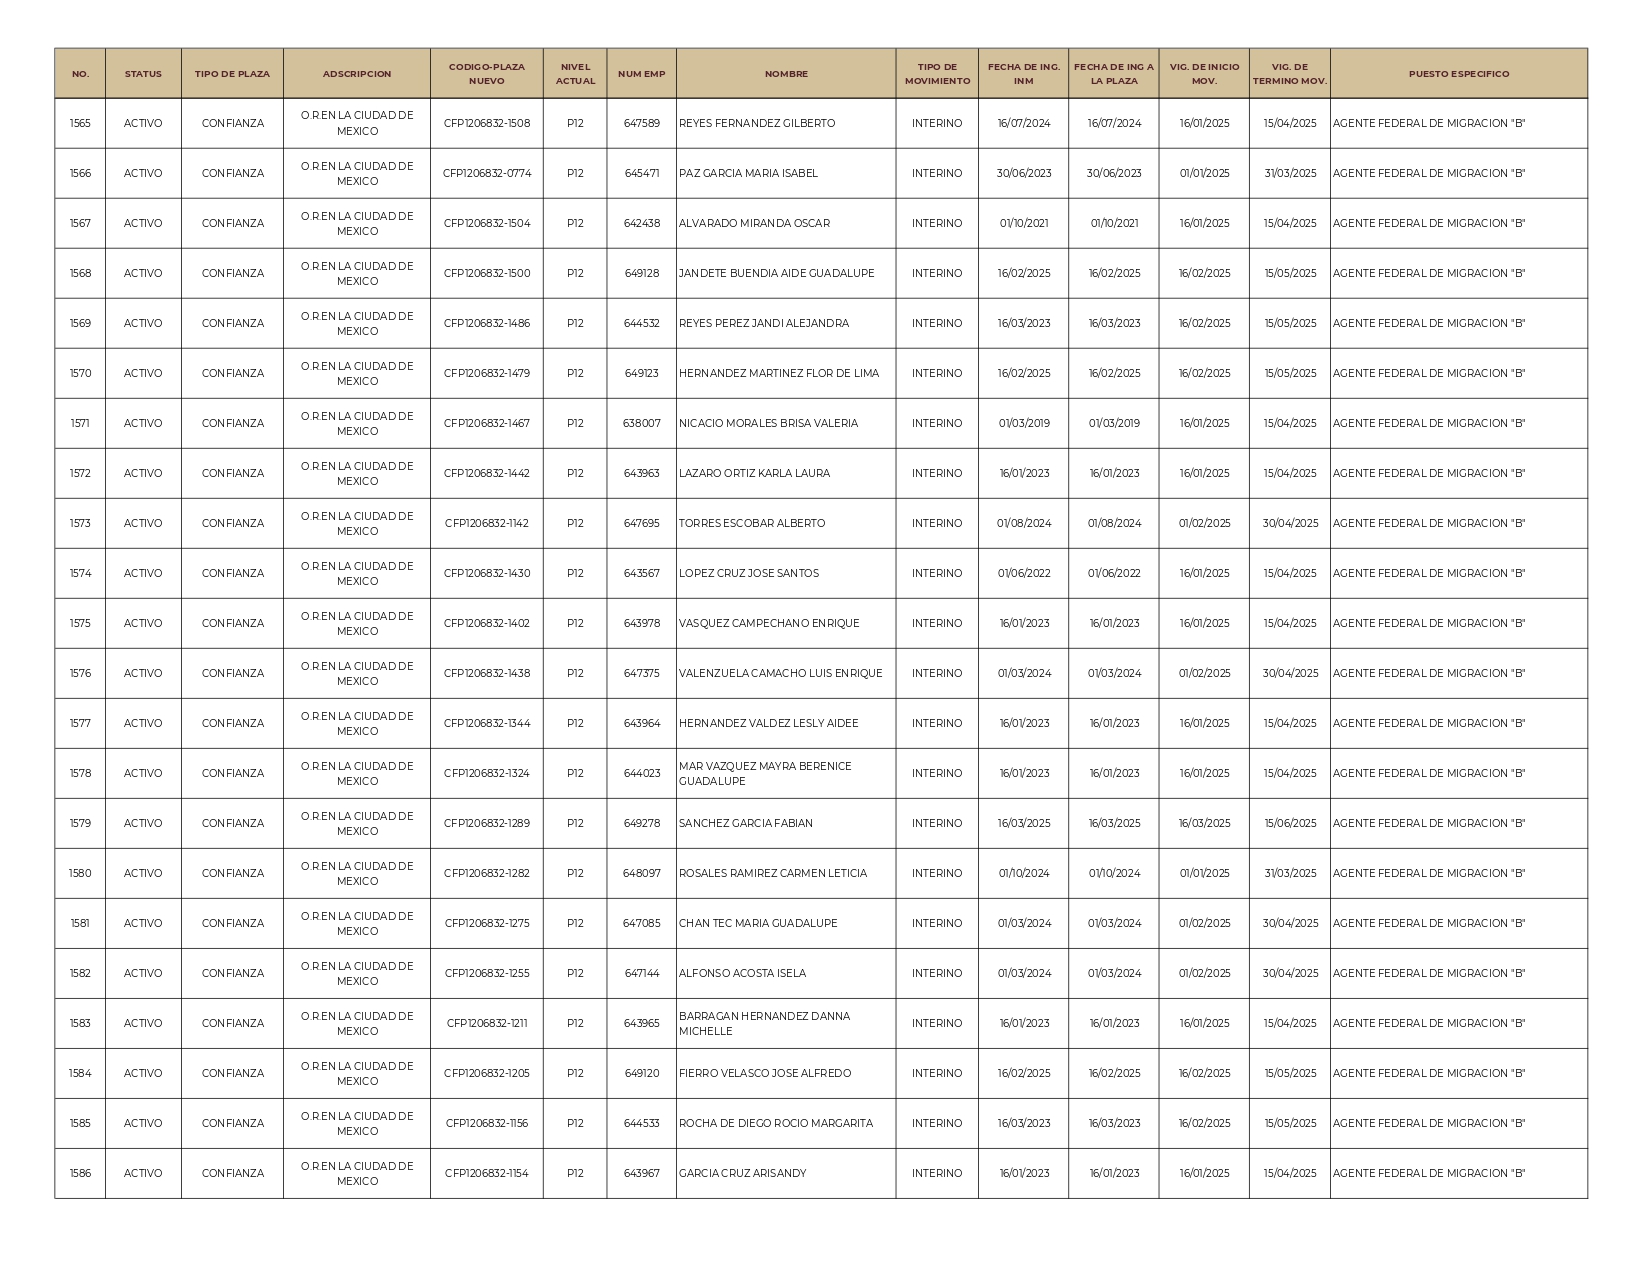 NO. STATUS TIPO DE PLAZA ADSCRIPCION CODIGO-PLAZA NUEVO NIVEL ACTUAL NUM EMP NOMBRE TIPO DE MOVIMIENTO FECHA DE ING. INM FECHA DE ING A LA PLAZA VIG. DE INICIO MOV. VIG. DE TERMINO MOV. PUESTO ESPECIFICO
1565 ACTIVO CONFIANZA O.R.EN LA CIUDAD DE MEXICO CFP1206832-1508 P12 647589 REYES FERNANDEZ GILBERTO INTERINO 16/07/2024 16/07/2024 16/01/2025 15/04/2025 AGENTE FEDERAL DE MIGRACION "B"
1566 ACTIVO CONFIANZA O.R.EN LA CIUDAD DE MEXICO CFP1206832-0774 P12 645471 PAZ GARCIA MARIA ISABEL INTERINO 30/06/2023 30/06/2023 01/01/2025 31/03/2025 AGENTE FEDERAL DE MIGRACION "B"
1567 ACTIVO CONFIANZA O.R.EN LA CIUDAD DE MEXICO CFP1206832-1504 P12 642438 ALVARADO MIRANDA OSCAR INTERINO 01/10/2021 01/10/2021 16/01/2025 15/04/2025 AGENTE FEDERAL DE MIGRACION "B"
1568 ACTIVO CONFIANZA O.R.EN LA CIUDAD DE MEXICO CFP1206832-1500 P12 649128 JANDETE BUENDIA AIDE GUADALUPE INTERINO 16/02/2025 16/02/2025 16/02/2025 15/05/2025 AGENTE FEDERAL DE MIGRACION "B"
1569 ACTIVO CONFIANZA O.R.EN LA CIUDAD DE MEXICO CFP1206832-1486 P12 644532 REYES PEREZ JANDI ALEJANDRA INTERINO 16/03/2023 16/03/2023 16/02/2025 15/05/2025 AGENTE FEDERAL DE MIGRACION "B"
1570 ACTIVO CONFIANZA O.R.EN LA CIUDAD DE MEXICO CFP1206832-1479 P12 649123 HERNANDEZ MARTINEZ FLOR DE LIMA INTERINO 16/02/2025 16/02/2025 16/02/2025 15/05/2025 AGENTE FEDERAL DE MIGRACION "B"
1571 ACTIVO CONFIANZA O.R.EN LA CIUDAD DE MEXICO CFP1206832-1467 P12 638007 NICACIO MORALES BRISA VALERIA INTERINO 01/03/2019 01/03/2019 16/01/2025 15/04/2025 AGENTE FEDERAL DE MIGRACION "B"
1572 ACTIVO CONFIANZA O.R.EN LA CIUDAD DE MEXICO CFP1206832-1442 P12 643963 LAZARO ORTIZ KARLA LAURA INTERINO 16/01/2023 16/01/2023 16/01/2025 15/04/2025 AGENTE FEDERAL DE MIGRACION "B"
1573 ACTIVO CONFIANZA O.R.EN LA CIUDAD DE MEXICO CFP1206832-1142 P12 647695 TORRES ESCOBAR ALBERTO INTERINO 01/08/2024 01/08/2024 01/02/2025 30/04/2025 AGENTE FEDERAL DE MIGRACION "B"
1574 ACTIVO CONFIANZA O.R.EN LA CIUDAD DE MEXICO CFP1206832-1430 P12 643567 LOPEZ CRUZ JOSE SANTOS INTERINO 01/06/2022 01/06/2022 16/01/2025 15/04/2025 AGENTE FEDERAL DE MIGRACION "B"
1575 ACTIVO CONFIANZA O.R.EN LA CIUDAD DE MEXICO CFP1206832-1402 P12 643978 VASQUEZ CAMPECHANO ENRIQUE INTERINO 16/01/2023 16/01/2023 16/01/2025 15/04/2025 AGENTE FEDERAL DE MIGRACION "B"
1576 ACTIVO CONFIANZA O.R.EN LA CIUDAD DE MEXICO CFP1206832-1438 P12 647375 VALENZUELA CAMACHO LUIS ENRIQUE INTERINO 01/03/2024 01/03/2024 01/02/2025 30/04/2025 AGENTE FEDERAL DE MIGRACION "B"
1577 ACTIVO CONFIANZA O.R.EN LA CIUDAD DE MEXICO CFP1206832-1344 P12 643964 HERNANDEZ VALDEZ LESLY AIDEE INTERINO 16/01/2023 16/01/2023 16/01/2025 15/04/2025 AGENTE FEDERAL DE MIGRACION "B"
1578 ACTIVO CONFIANZA O.R.EN LA CIUDAD DE MEXICO CFP1206832-1324 P12 644023 MAR VAZQUEZ MAYRA BERENICE GUADALUPE INTERINO 16/01/2023 16/01/2023 16/01/2025 15/04/2025 AGENTE FEDERAL DE MIGRACION "B"
1579 ACTIVO CONFIANZA O.R.EN LA CIUDAD DE MEXICO CFP1206832-1289 P12 649278 SANCHEZ GARCIA FABIAN INTERINO 16/03/2025 16/03/2025 16/03/2025 15/06/2025 AGENTE FEDERAL DE MIGRACION "B"
1580 ACTIVO CONFIANZA O.R.EN LA CIUDAD DE MEXICO CFP1206832-1282 P12 648097 ROSALES RAMIREZ CARMEN LETICIA INTERINO 01/10/2024 01/10/2024 01/01/2025 31/03/2025 AGENTE FEDERAL DE MIGRACION "B"
1581 ACTIVO CONFIANZA O.R.EN LA CIUDAD DE MEXICO CFP1206832-1275 P12 647085 CHAN TEC MARIA GUADALUPE INTERINO 01/03/2024 01/03/2024 01/02/2025 30/04/2025 AGENTE FEDERAL DE MIGRACION "B"
1582 ACTIVO CONFIANZA O.R.EN LA CIUDAD DE MEXICO CFP1206832-1255 P12 647144 ALFONSO ACOSTA ISELA INTERINO 01/03/2024 01/03/2024 01/02/2025 30/04/2025 AGENTE FEDERAL DE MIGRACION "B"
1583 ACTIVO CONFIANZA O.R.EN LA CIUDAD DE MEXICO CFP1206832-1211 P12 643965 BARRAGAN HERNANDEZ DANNA MICHELLE INTERINO 16/01/2023 16/01/2023 16/01/2025 15/04/2025 AGENTE FEDERAL DE MIGRACION "B"
1584 ACTIVO CONFIANZA O.R.EN LA CIUDAD DE MEXICO CFP1206832-1205 P12 649120 FIERRO VELASCO JOSE ALFREDO INTERINO 16/02/2025 16/02/2025 16/02/2025 15/05/2025 AGENTE FEDERAL DE MIGRACION "B"
1585 ACTIVO CONFIANZA O.R.EN LA CIUDAD DE MEXICO CFP1206832-1156 P12 644533 ROCHA DE DIEGO ROCIO MARGARITA INTERINO 16/03/2023 16/03/2023 16/02/2025 15/05/2025 AGENTE FEDERAL DE MIGRACION "B"
1586 ACTIVO CONFIANZA O.R.EN LA CIUDAD DE MEXICO CFP1206832-1154 P12 643967 GARCIA CRUZ ARISANDY INTERINO 16/01/2023 16/01/2023 16/01/2025 15/04/2025 AGENTE FEDERAL DE MIGRACION "B"